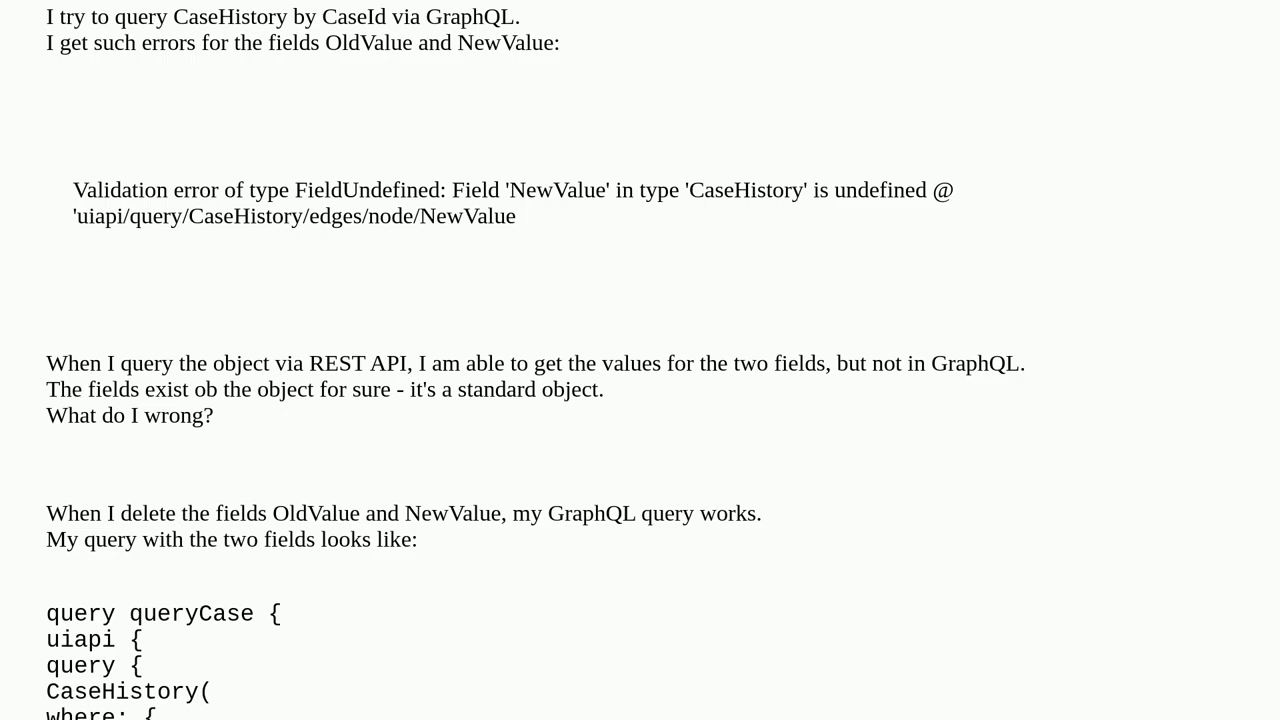 I try to query CaseHistory by CaseId via GraphQL.
I get such errors for the fields OldValue and NewValue:
Validation error of type FieldUndefined: Field 'NewValue' in type 'CaseHistory' is undefined @
'uiapi/query/CaseHistory/edges/node/NewValue
When I query the object via REST API, I am able to get the values for the two fields, but not in GraphQL.
The fields exist ob the object for sure - it's a standard object.
What do I wrong?
When I delete the fields OldValue and NewValue, my GraphQL query works.
My query with the two fields looks like:
query queryCase {
uiapi {
query {
CaseHistory(
where: {